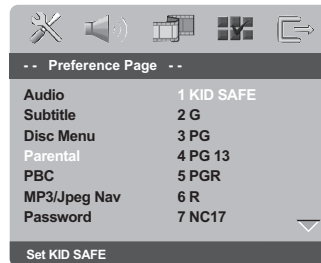 -- Preference Page --
Audio 1 KID SAFE
Subtitle 2 G
Disc Menu 3 PG
Parental 4 PG 13
PBC 5 PGR
MP3/Jpeg Nav 6 R
Password 7 NC17
Set KID SAFE